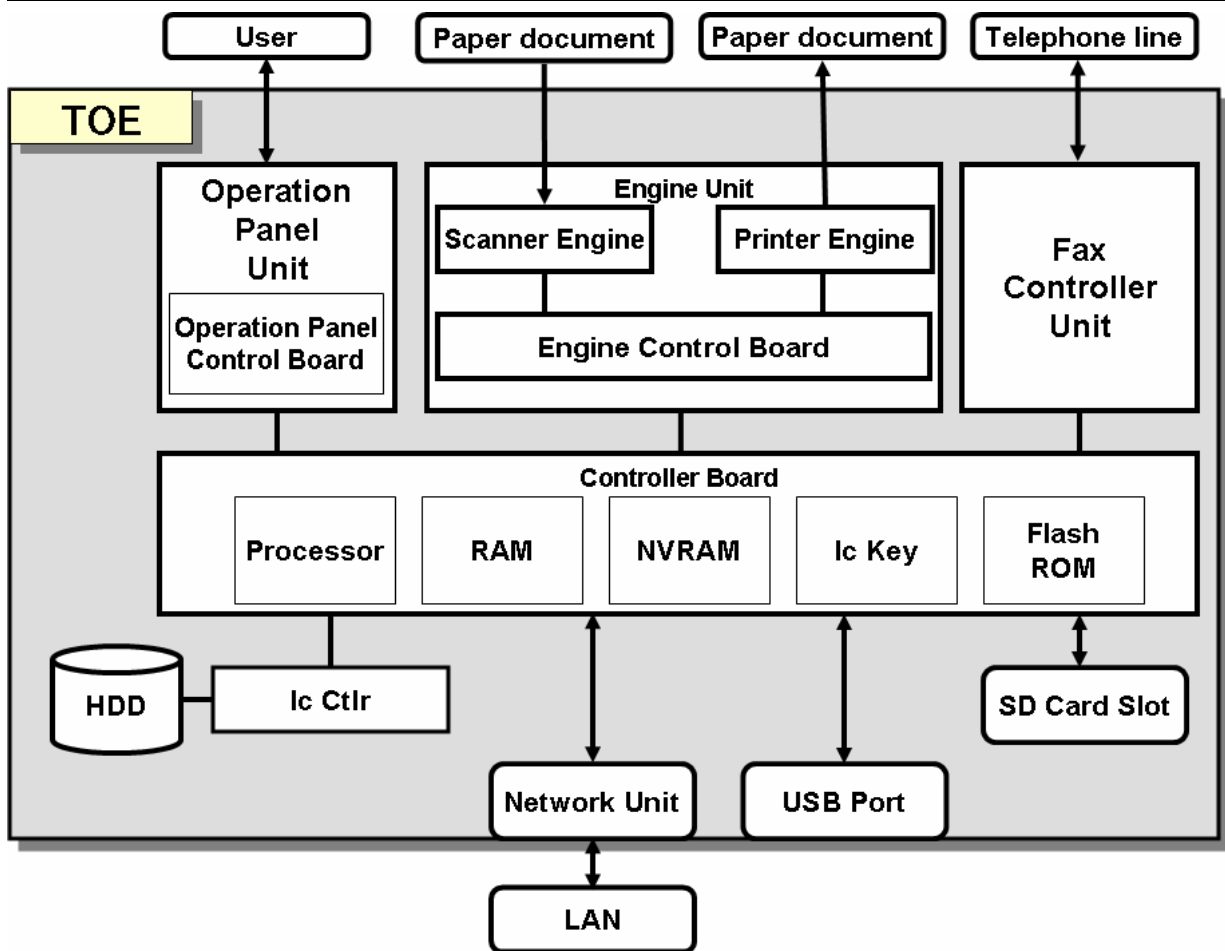 User
Paper document
Paper document
Telephone line
TOE
Operation
Panel
Unit
Operation Panel
Control Board
Engine Unit
Scanner Engine
Printer Engine
Engine Control Board
Fax
Controller
Unit
Controller Board
Processor
RAM
NVRAM
Ic Key
Flash
ROM
HDD
Ic Ctlr
SD Card Slot
Network Unit
USB Port
LAN